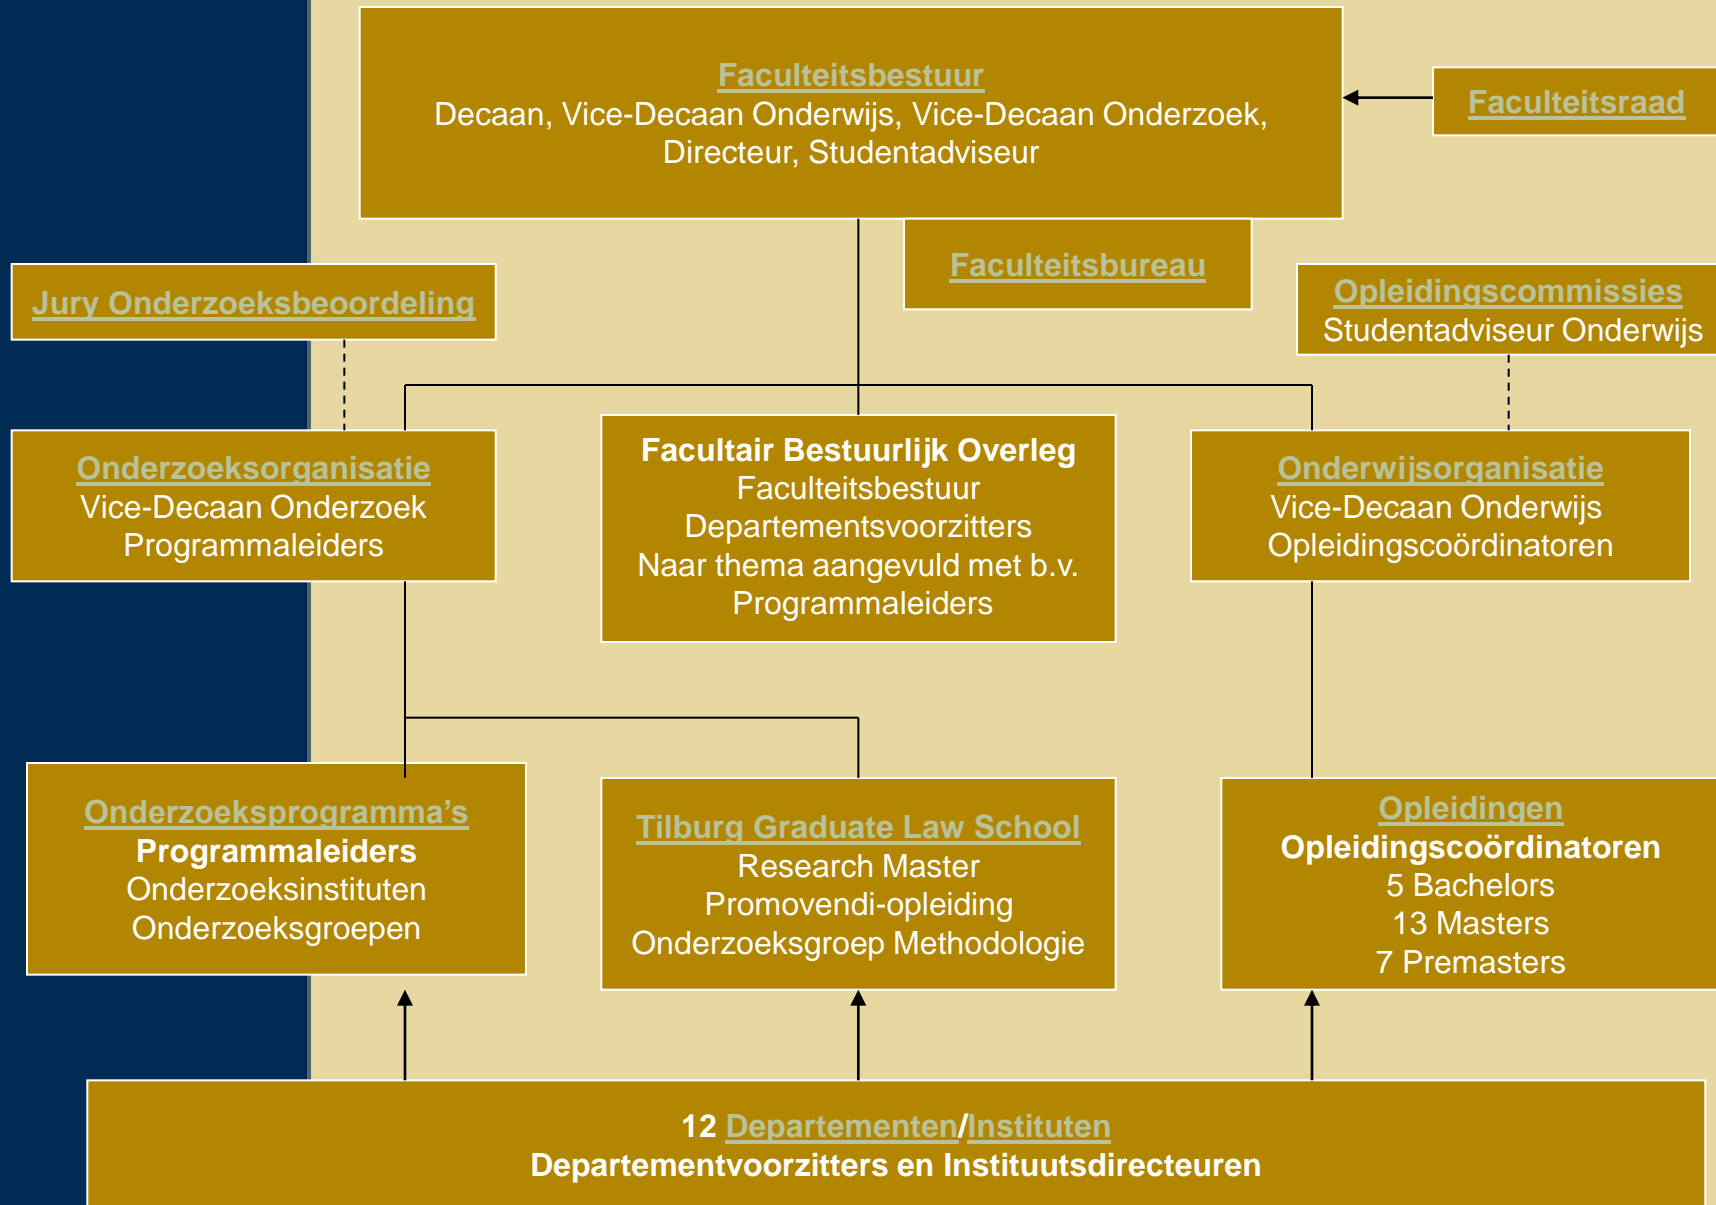 Faculteitsbestuur
Decaan, Vice-Decaan Onderwijs, Vice-Decaan Onderzoek,
Directeur, Studentadviseur
Faculteitsraad
Faculteitsbureau
Jury Onderzoeksbeoordeling
Opleidingscommissies
Studentadviseur Onderwijs
Onderzoeksorganisatie
Vice-Decaan Onderzoek
Programmaleiders
Facultair Bestuurlijk Overleg
Faculteitsbestuur
Departementsvoorzitters
Naar thema aangevuld met b.v.
Programmaleiders
Onderwijsorganisatie
Vice-Decaan Onderwijs
Opleidingscoördinatoren
Onderzoeksprogramma’s
Programmaleiders
Onderzoeksinstituten
Onderzoeksgroepen
Tilburg Graduate Law School
Research Master
Promovendi-opleiding
Onderzoeksgroep Methodologie
Opleidingen
Opleidingscoördinatoren
5 Bachelors
13 Masters
7 Premasters
12 Departementen/Instituten
Departementvoorzitters en Instituutsdirecteuren